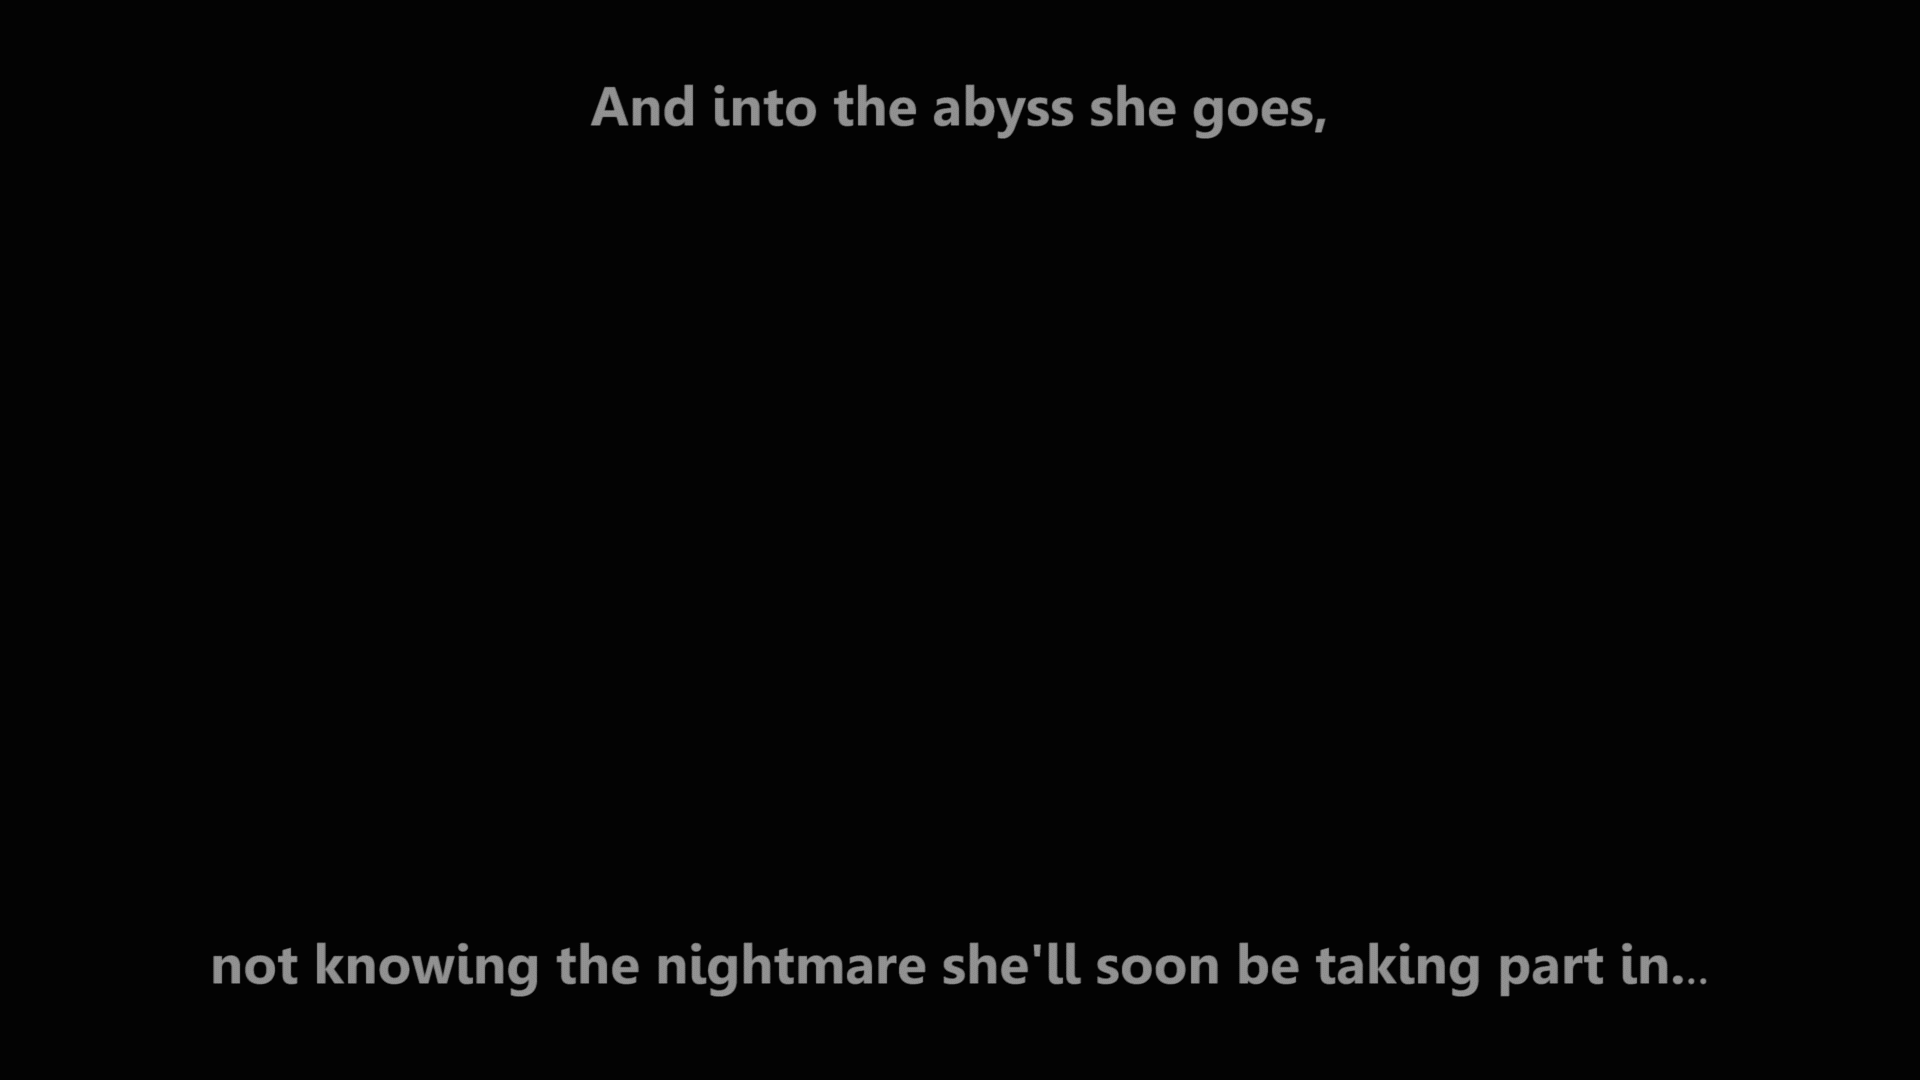 And into the abyss she goes,
not knowing the nightmare she'll soon be taking part in...